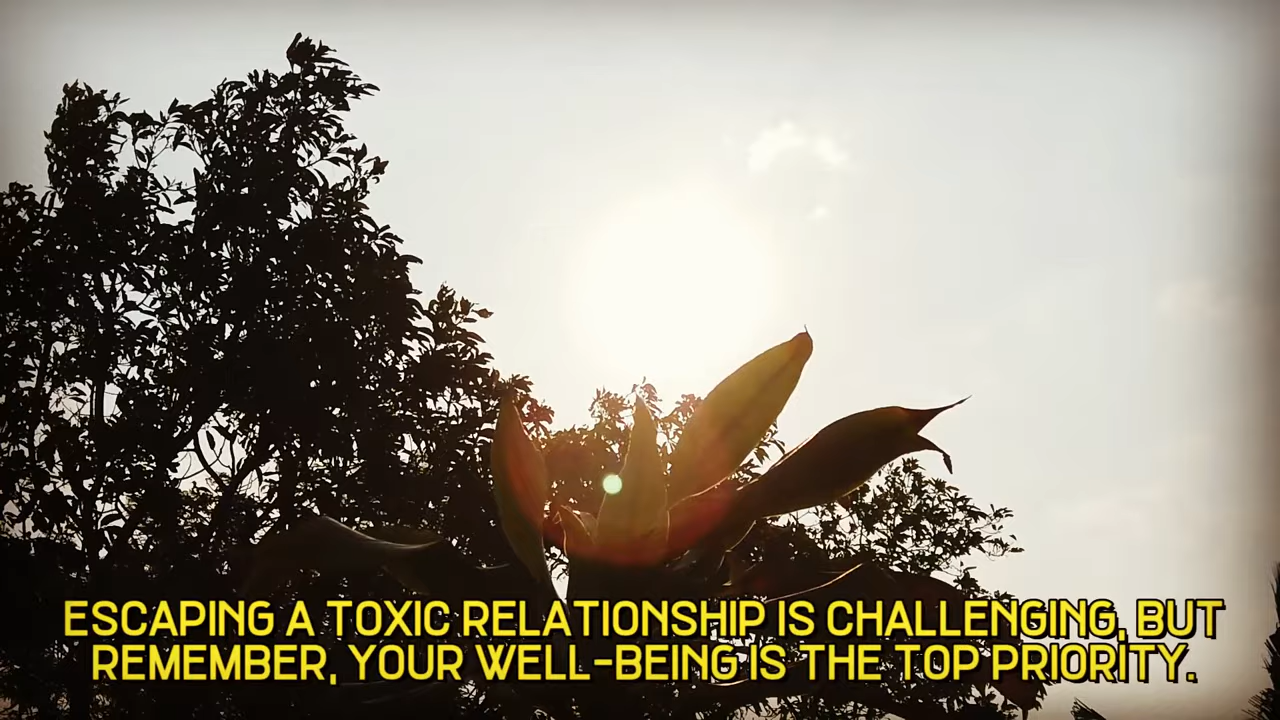 ESCAPING A TOXIC RELATIONSHIP IS CHALLENGING, BUT
REMEMBER, YOUR WELL-BEING IS THE TOP PRIORITY.